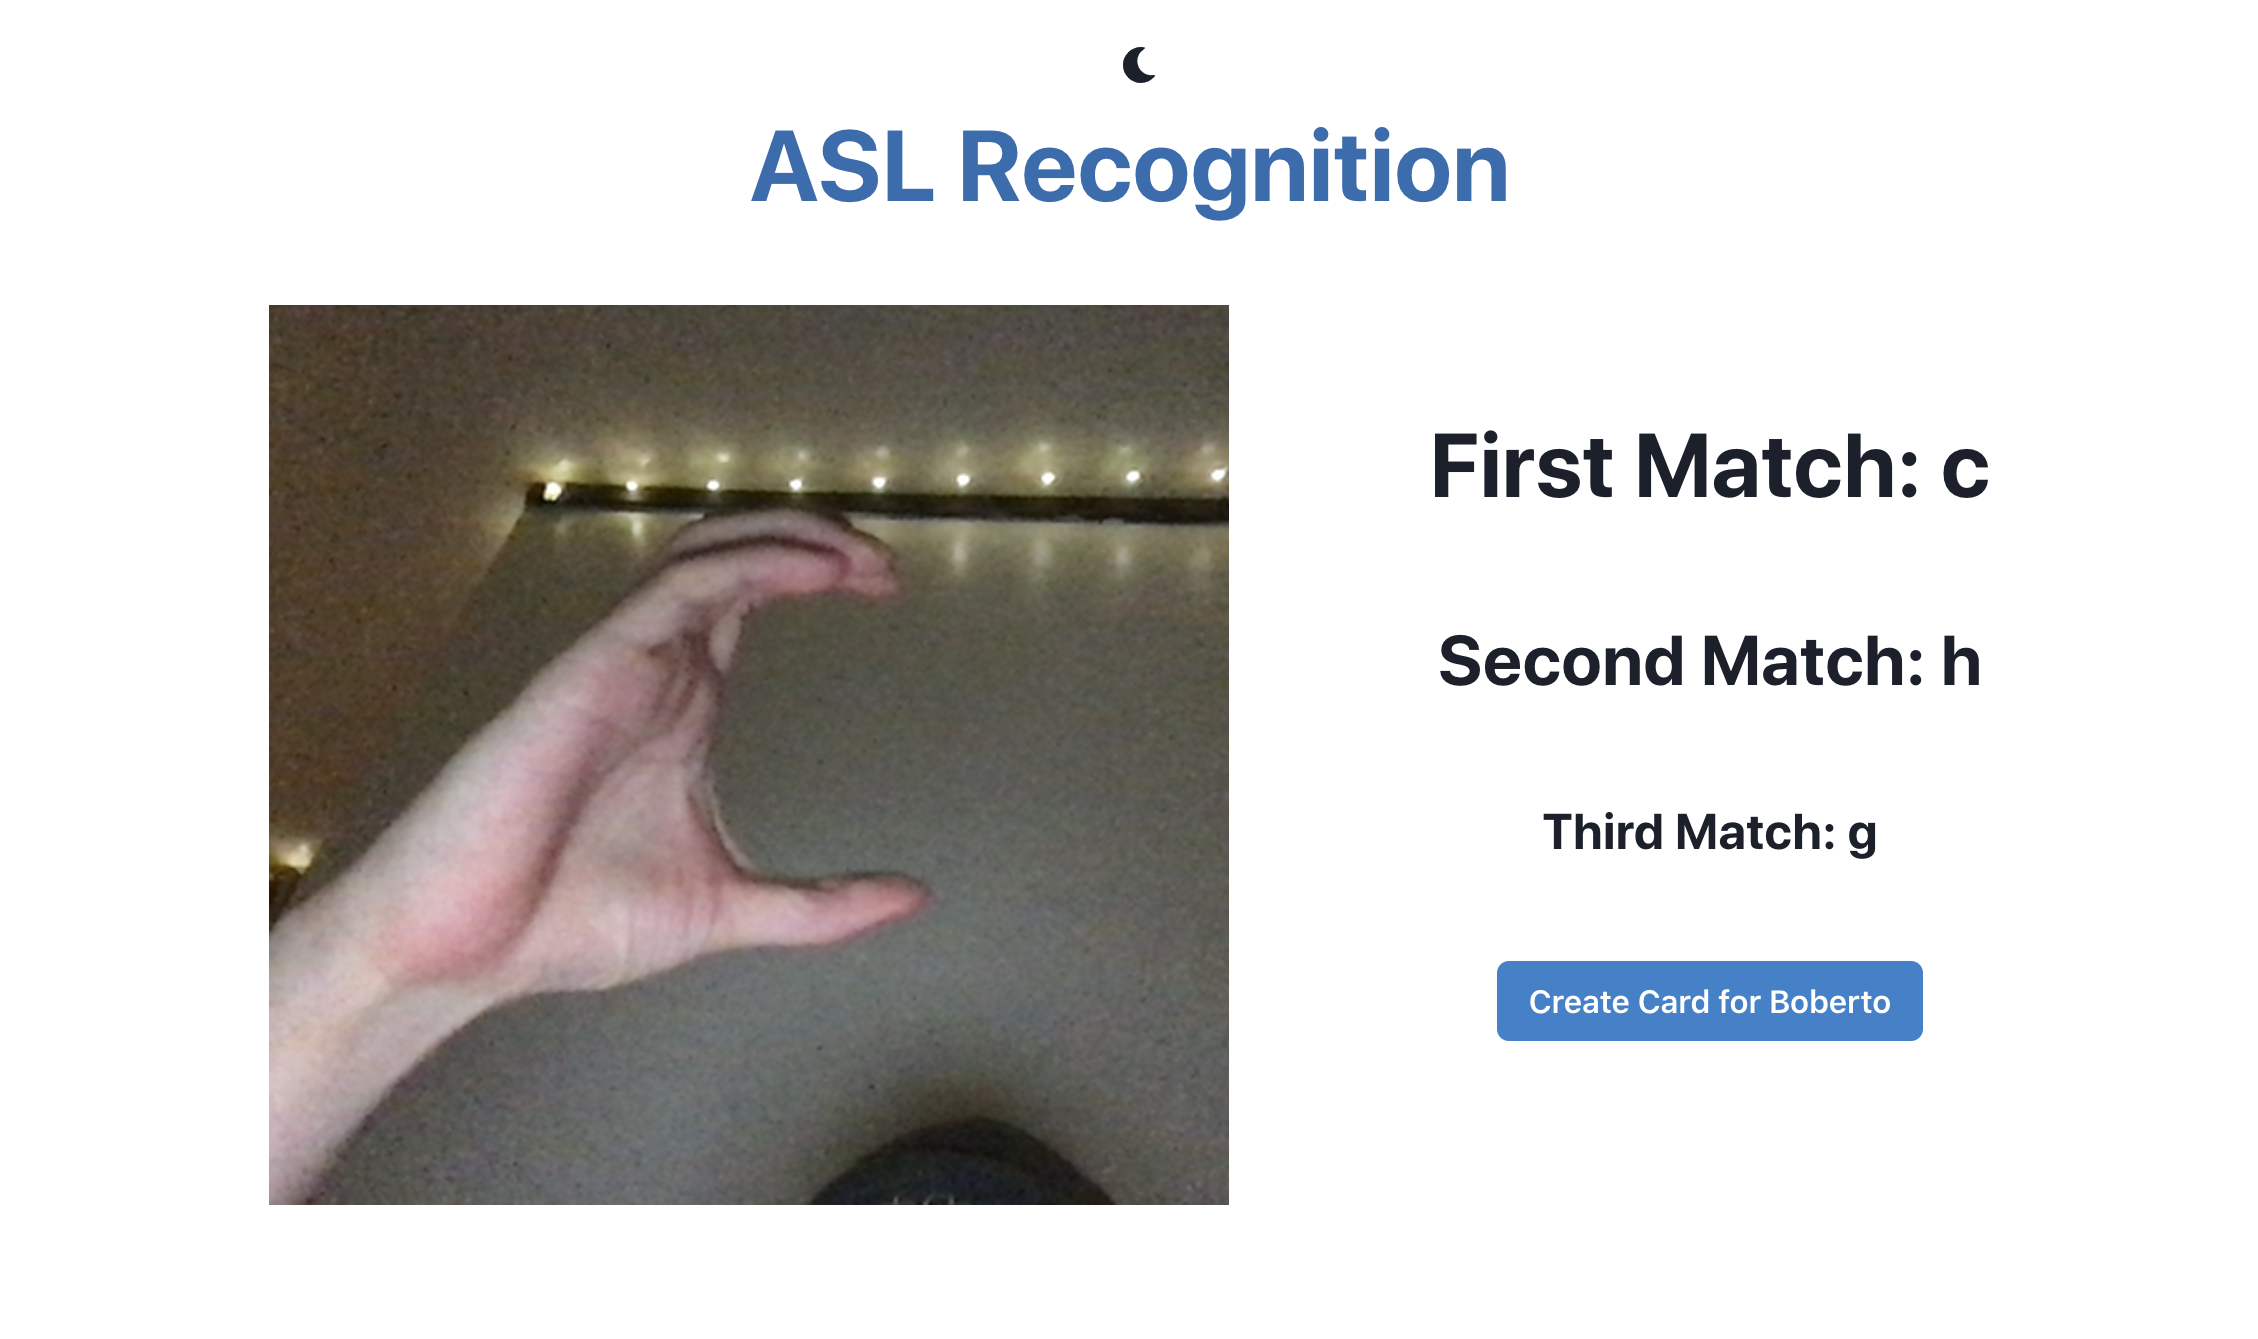 ASL Recognition
First Match: c
Second Match: h
Third Match: g
Create Card for Boberto